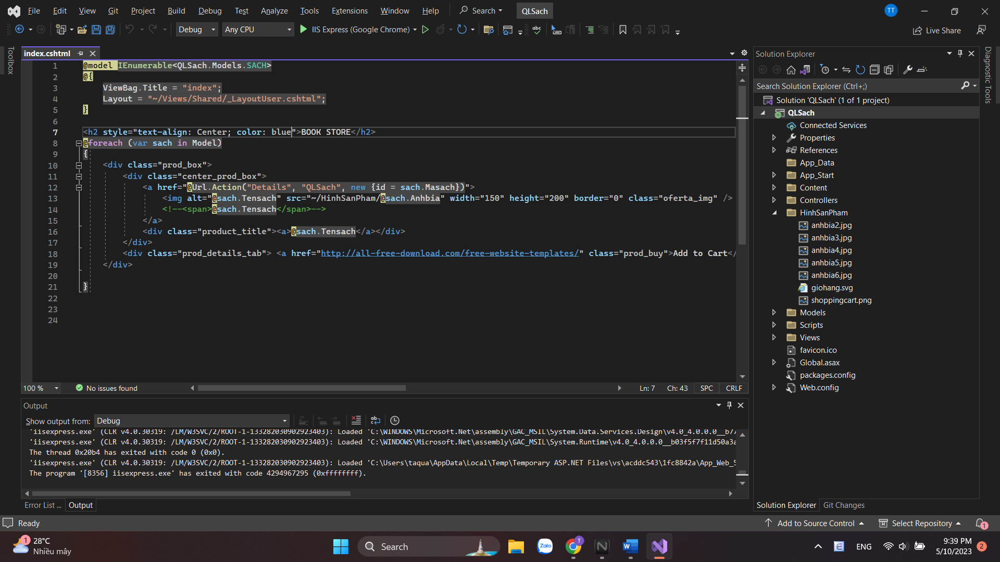 File Edit View Git Project Build Debug Test Analyze Tools Extensions Window Help Search QLSach TT
Debug Any CPU IIS Express (Google Chrome) Live Share
Toolbox
index.cshtml
1 @model IEnumerable<QLSach.Models.SACH>
2 @{
3 ViewBag.Title = "index";
4 Layout = "~/Views/Shared/_LayoutUser.cshtml";
5 }
6
7 <h2 style="text-align: Center; color: blue">BOOK STORE</h2>
8 @foreach (var sach in Model)
9 {
10 <div class="prod_box">
11 <div class="center_prod_box">
12 <a href="@Url.Action("Details", "QLSach", new {id = sach.Masach})">
13 <img alt="@sach.Tensach" src="~/HinhSanPham/@sach.Anhbia" width="150" height="200" border="0" class="oferta_img" />
14 <!--<span>@sach.Tensach</span>-->
15 </a>
16 <div class="product_title"><a>@sach.Tensach</a></div>
17 </div>
18 <div class="prod_details_tab"> <a href="http://all-free-download.com/free-website-templates/" class="prod_buy">Add to Cart</
19 </div>
20
21 }
22
23
24
100 % No issues found Ln: 7 Ch: 43 SPC CRLF
Output
Show output from: Debug
'iisexpress.exe' (CLR v4.0.30319: /LM/W3SVC/2/ROOT-1-133282030902923403): Loaded 'C:\WINDOWS\Microsoft.Net\assembly\GAC_MSIL\System.Data.Services.Design\v4.0_4.0.0.0__b77
'iisexpress.exe' (CLR v4.0.30319: /LM/W3SVC/2/ROOT-1-133282030902923403): Loaded 'C:\WINDOWS\Microsoft.Net\assembly\GAC_MSIL\System.Runtime\v4.0_4.0.0.0__b03f5f7f11d50a3a
The thread 0x20b4 has exited with code 0 (0x0).
'iisexpress.exe' (CLR v4.0.30319: /LM/W3SVC/2/ROOT-1-133282030902923403): Loaded 'C:\Users\taqua\AppData\Local\Temp\Temporary ASP.NET Files\vs\acddc543\1fc8842a\App_Web_5
The program '[8356] iisexpress.exe' has exited with code 4294967295 (0xffffffff).
Error List ... Output
Solution Explorer
Search Solution Explorer (Ctrl+;)
Solution 'QLSach' (1 of 1 project)
QLSach
Connected Services
Properties
References
App_Data
App_Start
Content
Controllers
HinhSanPham
anhbia2.jpg
anhbia3.jpg
anhbia4.jpg
anhbia5.jpg
anhbia6.jpg
giohang.svg
shoppingcart.png
Models
Scripts
Views
favicon.ico
Global.asax
packages.config
Web.config
Solution Explorer Git Changes
Diagnostic Tools
Ready Add to Source Control Select Repository 1
1 28°C
Nhiều mây
Search
Zalo
T
ENG
9:39 PM
5/10/2023
2